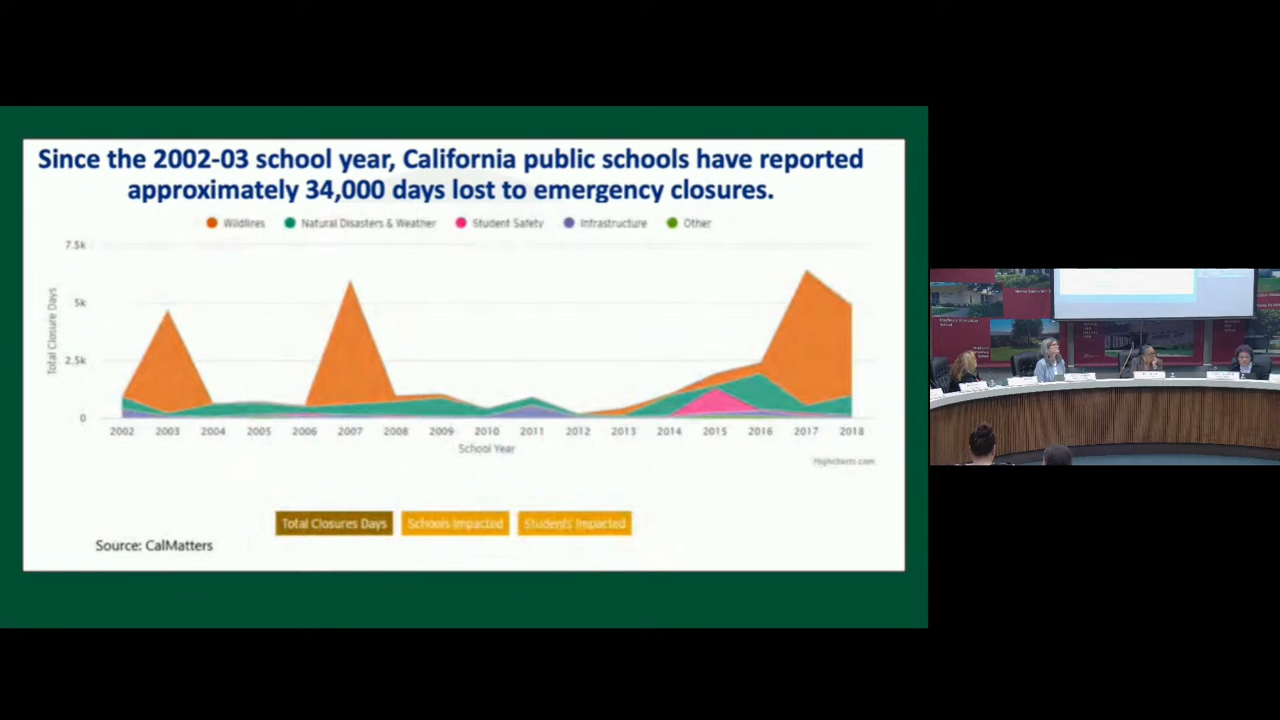 Since the 2002-03 school year, California public schools have reported
approximately 34,000 days lost to emergency closures.
Wildfires Natural Disasters & Weather Student Safety Infrastructure Other
7.5k
5k
2.5k
0
Total Closure Days
2002 2003 2004 2005 2006 2007 2008 2009 2010 2011 2012 2013 2014 2015 2016 2017 2018
School Year
Highcharts.com
Total Closures Days Schools Impacted Students Impacted
Source: CalMatters